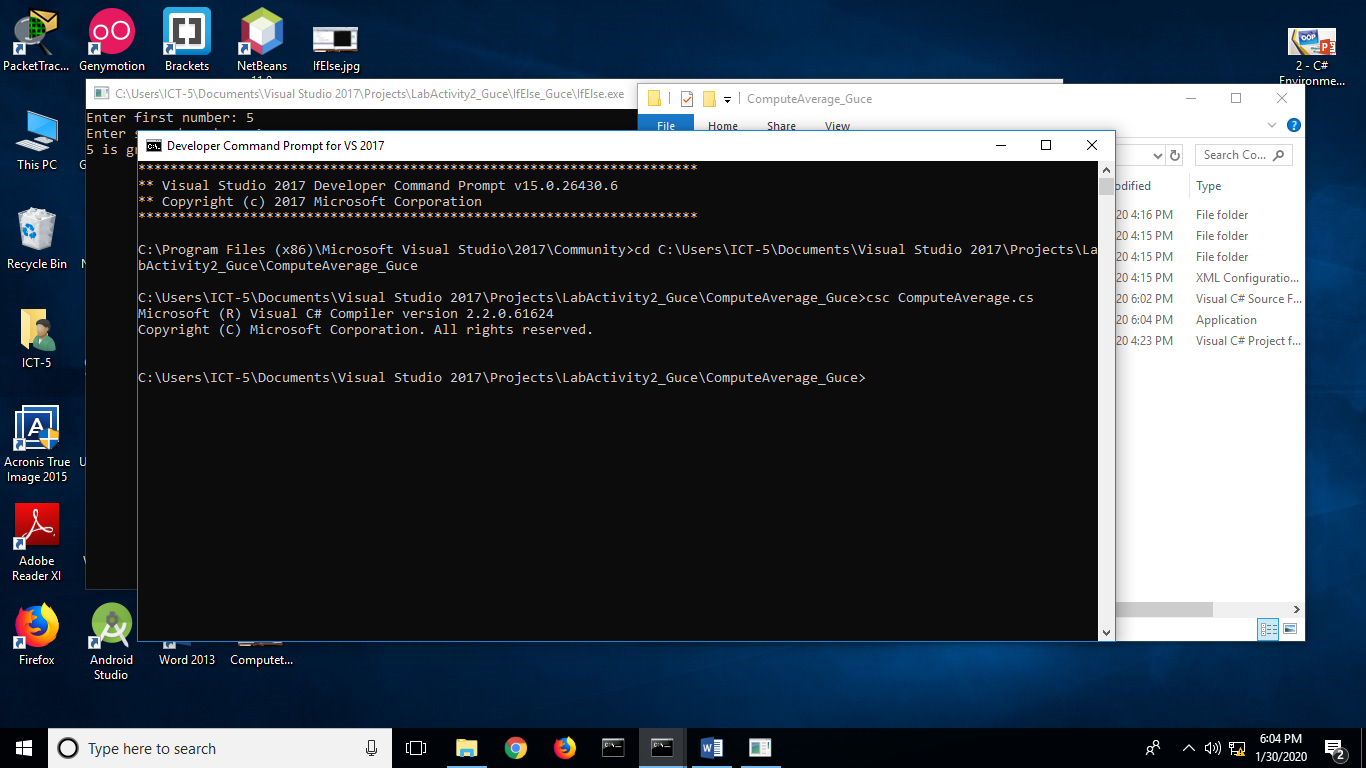 PacketTrac...
Genymotion
Brackets
NetBeans
IfElse.jpg
2 - C#
Environme...
This PC
Recycle Bin
ICT-5
Acronis True
Image 2015
Adobe
Reader XI
Firefox
Android
Studio
Word 2013
Computet...
C:\Users\ICT-5\Documents\Visual Studio 2017\Projects\LabActivity2_Guce\IfElse_Guce\IfElse.exe
Enter first number: 5
Enter
5 is
ComputeAverage_Guce
File Home Share View
Search Co...
Type
20 4:16 PM File folder
20 4:15 PM File folder
20 4:15 PM File folder
20 4:15 PM XML Configuratio...
20 6:02 PM Visual C# Source F...
20 6:04 PM Application
20 4:23 PM Visual C# Project f...
Developer Command Prompt for VS 2017
**********************************************************************
** Visual Studio 2017 Developer Command Prompt v15.0.26430.6
** Copyright (c) 2017 Microsoft Corporation
**********************************************************************
C:\Program Files (x86)\Microsoft Visual Studio\2017\Community>cd C:\Users\ICT-5\Documents\Visual Studio 2017\Projects\La
bActivity2_Guce\ComputeAverage_Guce
C:\Users\ICT-5\Documents\Visual Studio 2017\Projects\LabActivity2_Guce\ComputeAverage_Guce>csc ComputeAverage.cs
Microsoft (R) Visual C# Compiler version 2.2.0.61624
Copyright (C) Microsoft Corporation. All rights reserved.
C:\Users\ICT-5\Documents\Visual Studio 2017\Projects\LabActivity2_Guce\ComputeAverage_Guce>
Type here to search
6:04 PM
1/30/2020
2